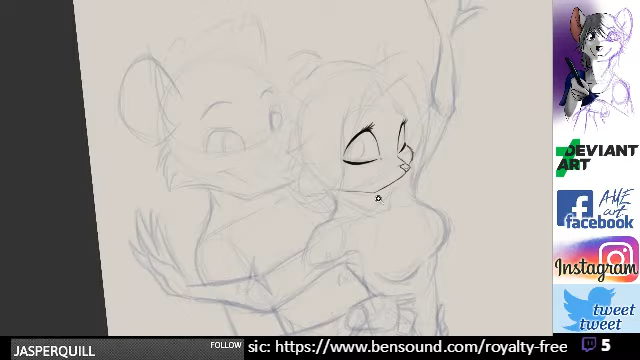 DEVIANT
ART
AHE
art
facebook
Instagram
tweet
tweet
JASPERQUILL
FOLLOW
sic: https://www.bensound.com/royalty-free
5